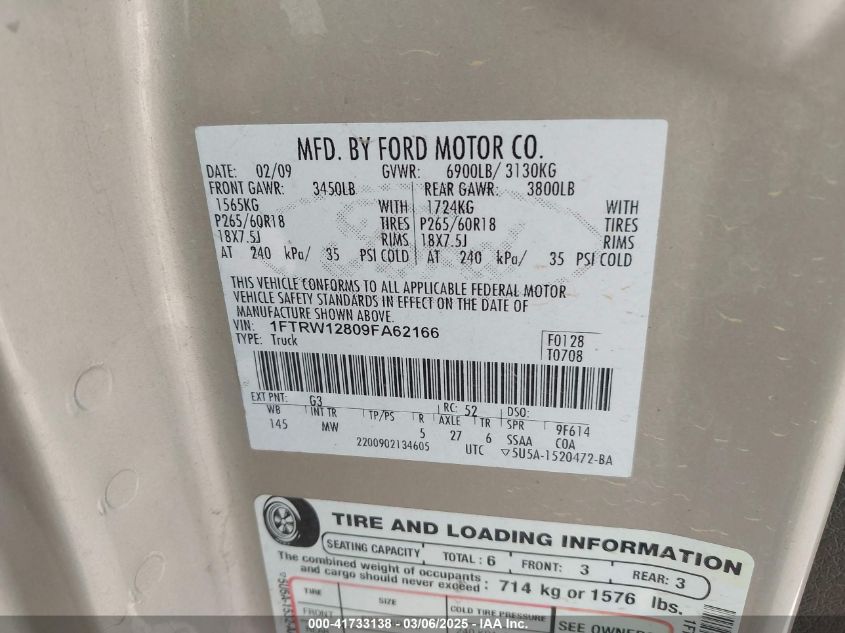 MFD. BY FORD MOTOR CO.
DATE: 02/09 GVWR: 6900LB/ 3130KG
FRONT GAWR: 3450LB REAR GAWR: 3800LB
1565KG WITH 1724KG WITH
P265/60R18 TIRES P265/60R18 TIRES
18X7.5J RIMS 18X7.5J RIMS
AT 240 kPa/ 35 PSI COLD AT 240 kPa/ 35 PSI COLD
THIS VEHICLE CONFORMS TO ALL APPLICABLE FEDERAL MOTOR
VEHICLE SAFETY STANDARDS IN EFFECT ON THE DATE OF
MANUFACTURE SHOWN ABOVE.
VIN: 1FTRW12809FA62166
TYPE: Truck
F0128
T0708
EXT PNT: G3 RC: 52 DSO:
WB INT TR TP/PS R AXLE TR SPR 9F614
145 MW 5 27 6 SSAA COA
2200902134605 UTC ▽5U5A-1520472-BA
TIRE AND LOADING INFORMATION
SEATING CAPACITY TOTAL: 6 FRONT: 3 REAR: 3
The combined weight of occupants
and cargo should never exceed : 714 kg or 1576 lbs.
TIRE SIZE COLD TIRE PRESSURE SEE OWNER
FRONT
000-41733138 - 03/06/2025 - IAA Inc.